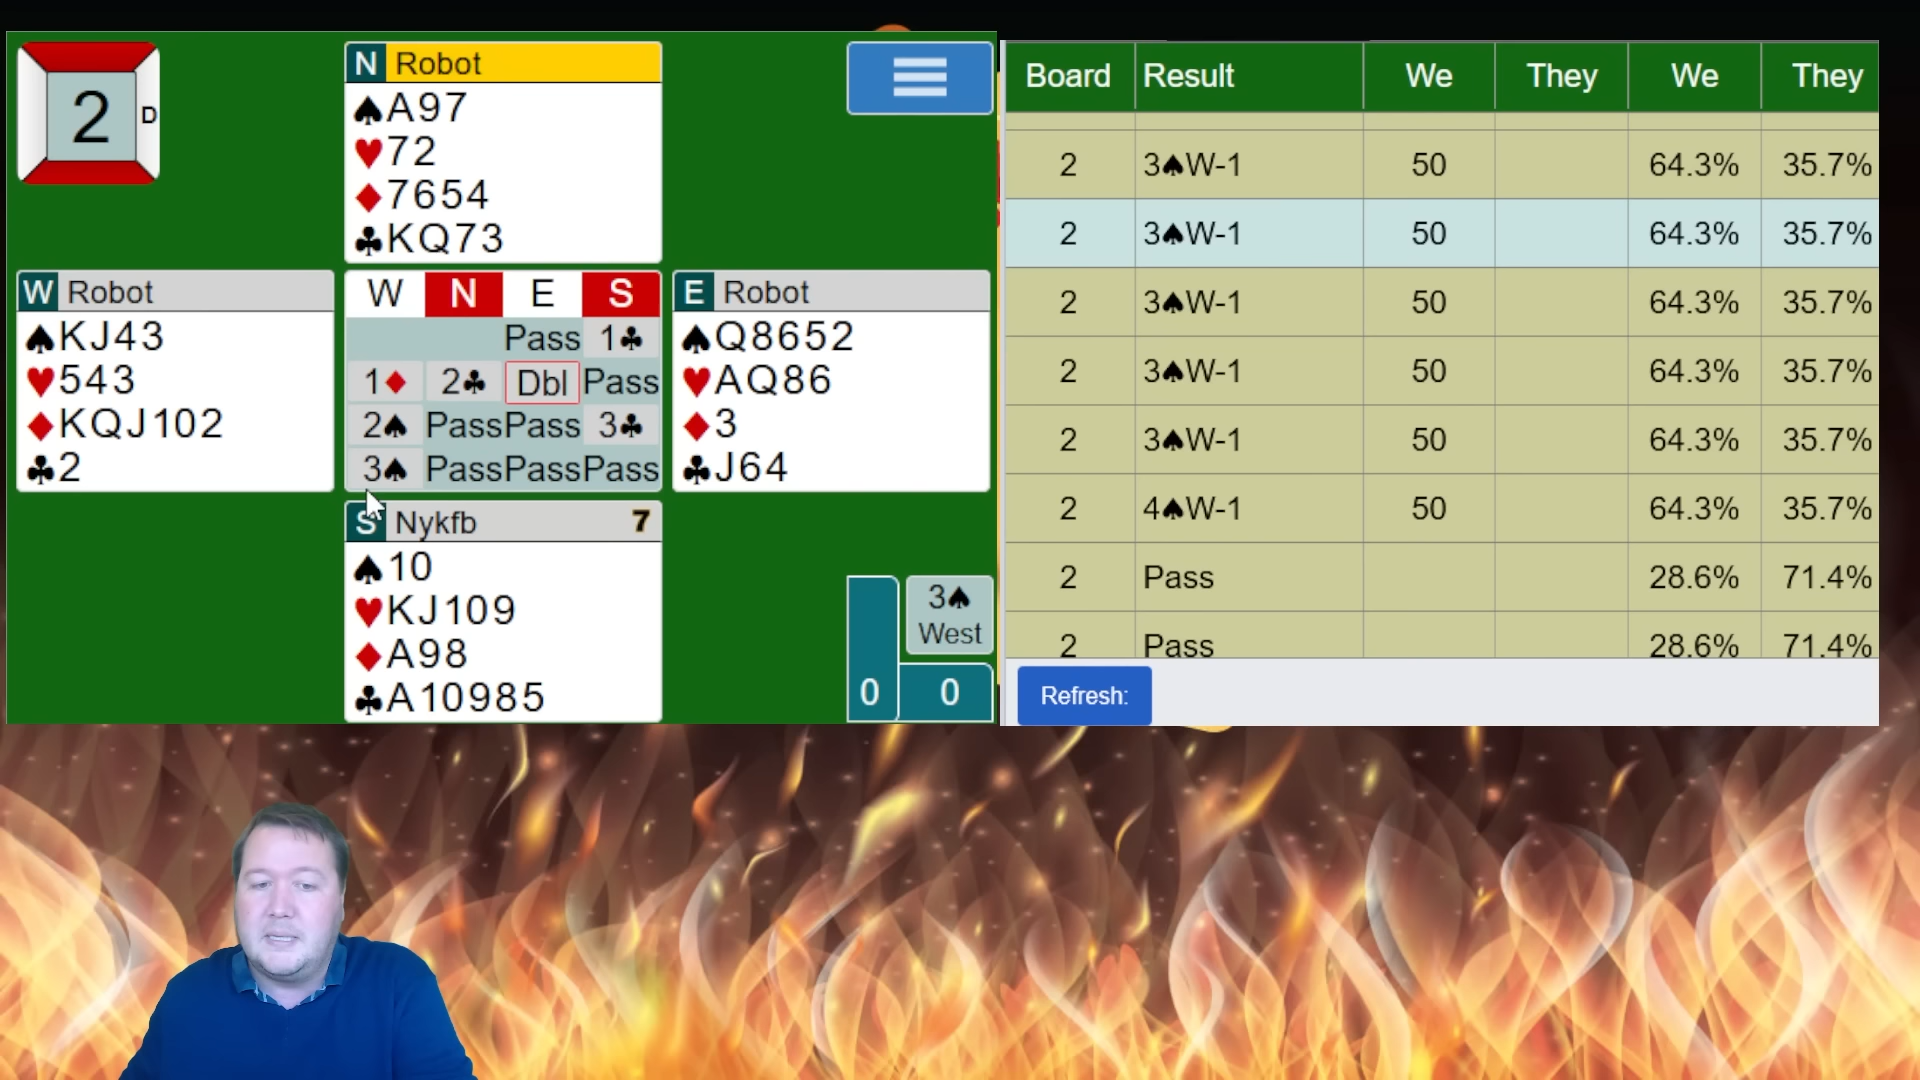 2
D
N Robot
♠A97
♥72
♦7654
♣KQ73
W Robot
♠KJ43
♥543
♦KQJ102
♣2
W N E S
Pass 1♣
1♦ 2♣ Dbl Pass
2♠ Pass Pass 3♣
3♠ Pass Pass Pass
E Robot
♠Q8652
♥AQ86
♦3
♣J64
S Nykfb 7
♠10
♥KJ109
♦A98
♣A10985
3♠
West
0 0
Board Result We They We They
2 3♠W-1 50 64.3% 35.7%
2 3♠W-1 50 64.3% 35.7%
2 3♠W-1 50 64.3% 35.7%
2 3♠W-1 50 64.3% 35.7%
2 3♠W-1 50 64.3% 35.7%
2 4♠W-1 50 64.3% 35.7%
2 Pass 28.6% 71.4%
2 Pass 28.6% 71.4%
Refresh: